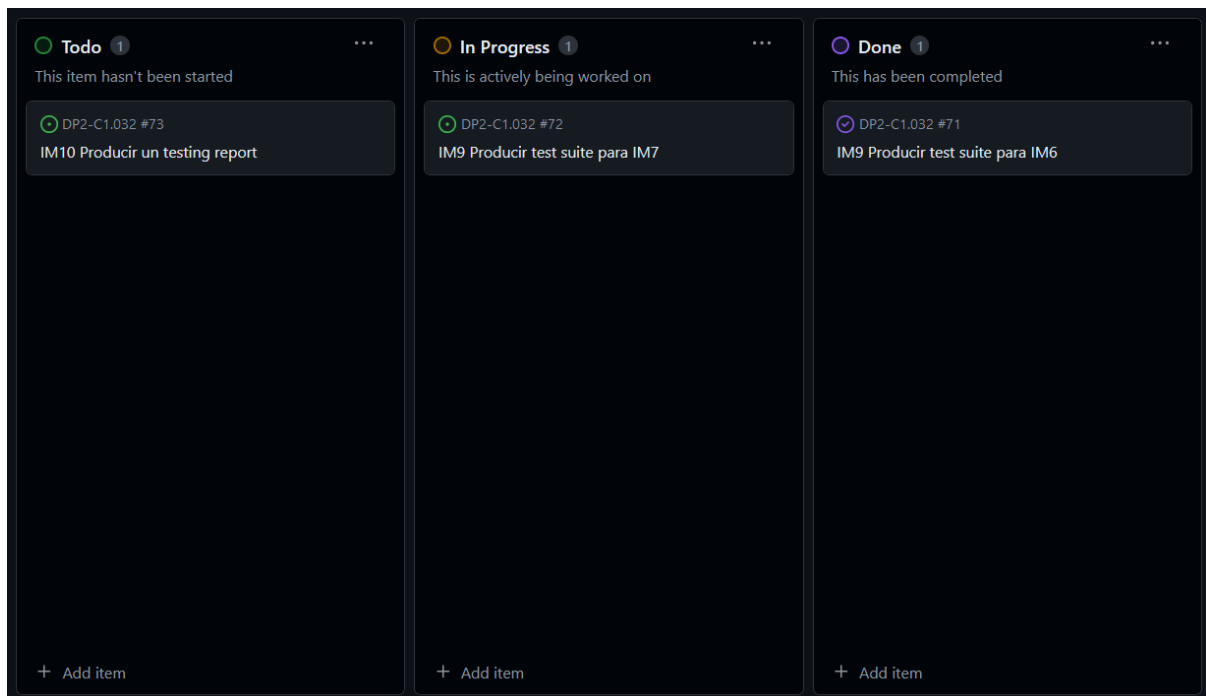 Todo 1
This item hasn't been started
DP2-C1.032 #73
IM10 Producir un testing report
+ Add item
In Progress 1
This is actively being worked on
DP2-C1.032 #72
IM9 Producir test suite para IM7
+ Add item
Done 1
This has been completed
DP2-C1.032 #71
IM9 Producir test suite para IM6
+ Add item